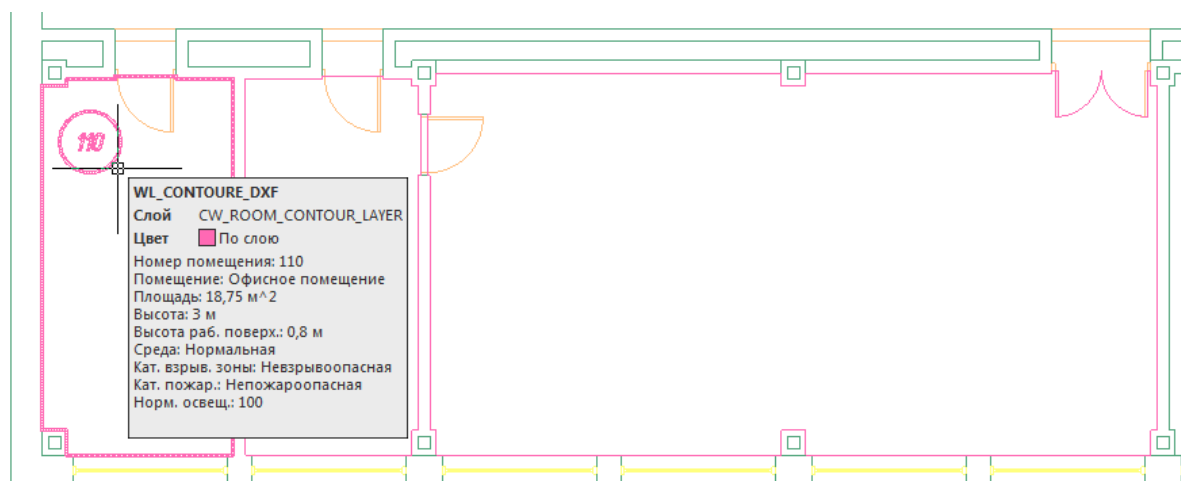 110
WL_CONTOURE_DXF
Слой CW_ROOM_CONTOUR_LAYER
Цвет По слою
Номер помещения: 110
Помещение: Офисное помещение
Площадь: 18,75 м^2
Высота: 3 м
Высота раб. поверх.: 0,8 м
Среда: Нормальная
Кат. взрыв. зоны: Невзрывоопасная
Кат. пожар.: Непожароопасная
Норм. освещ.: 100